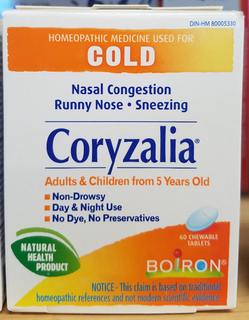 DIN-HM 80005330
HOMEOPATHIC MEDICINE USED FOR
COLD
Nasal Congestion
Runny Nose • Sneezing
Coryzalia®
Adults & Children from 5 Years Old
• Non-Drowsy
• Day & Night Use
• No Dye, No Preservatives
NATURAL
HEALTH
PRODUCT
60 CHEWABLE
TABLETS
BOIRON®
NOTICE - This claim is based on traditional
homeopathic references and not modern scientific evidence.